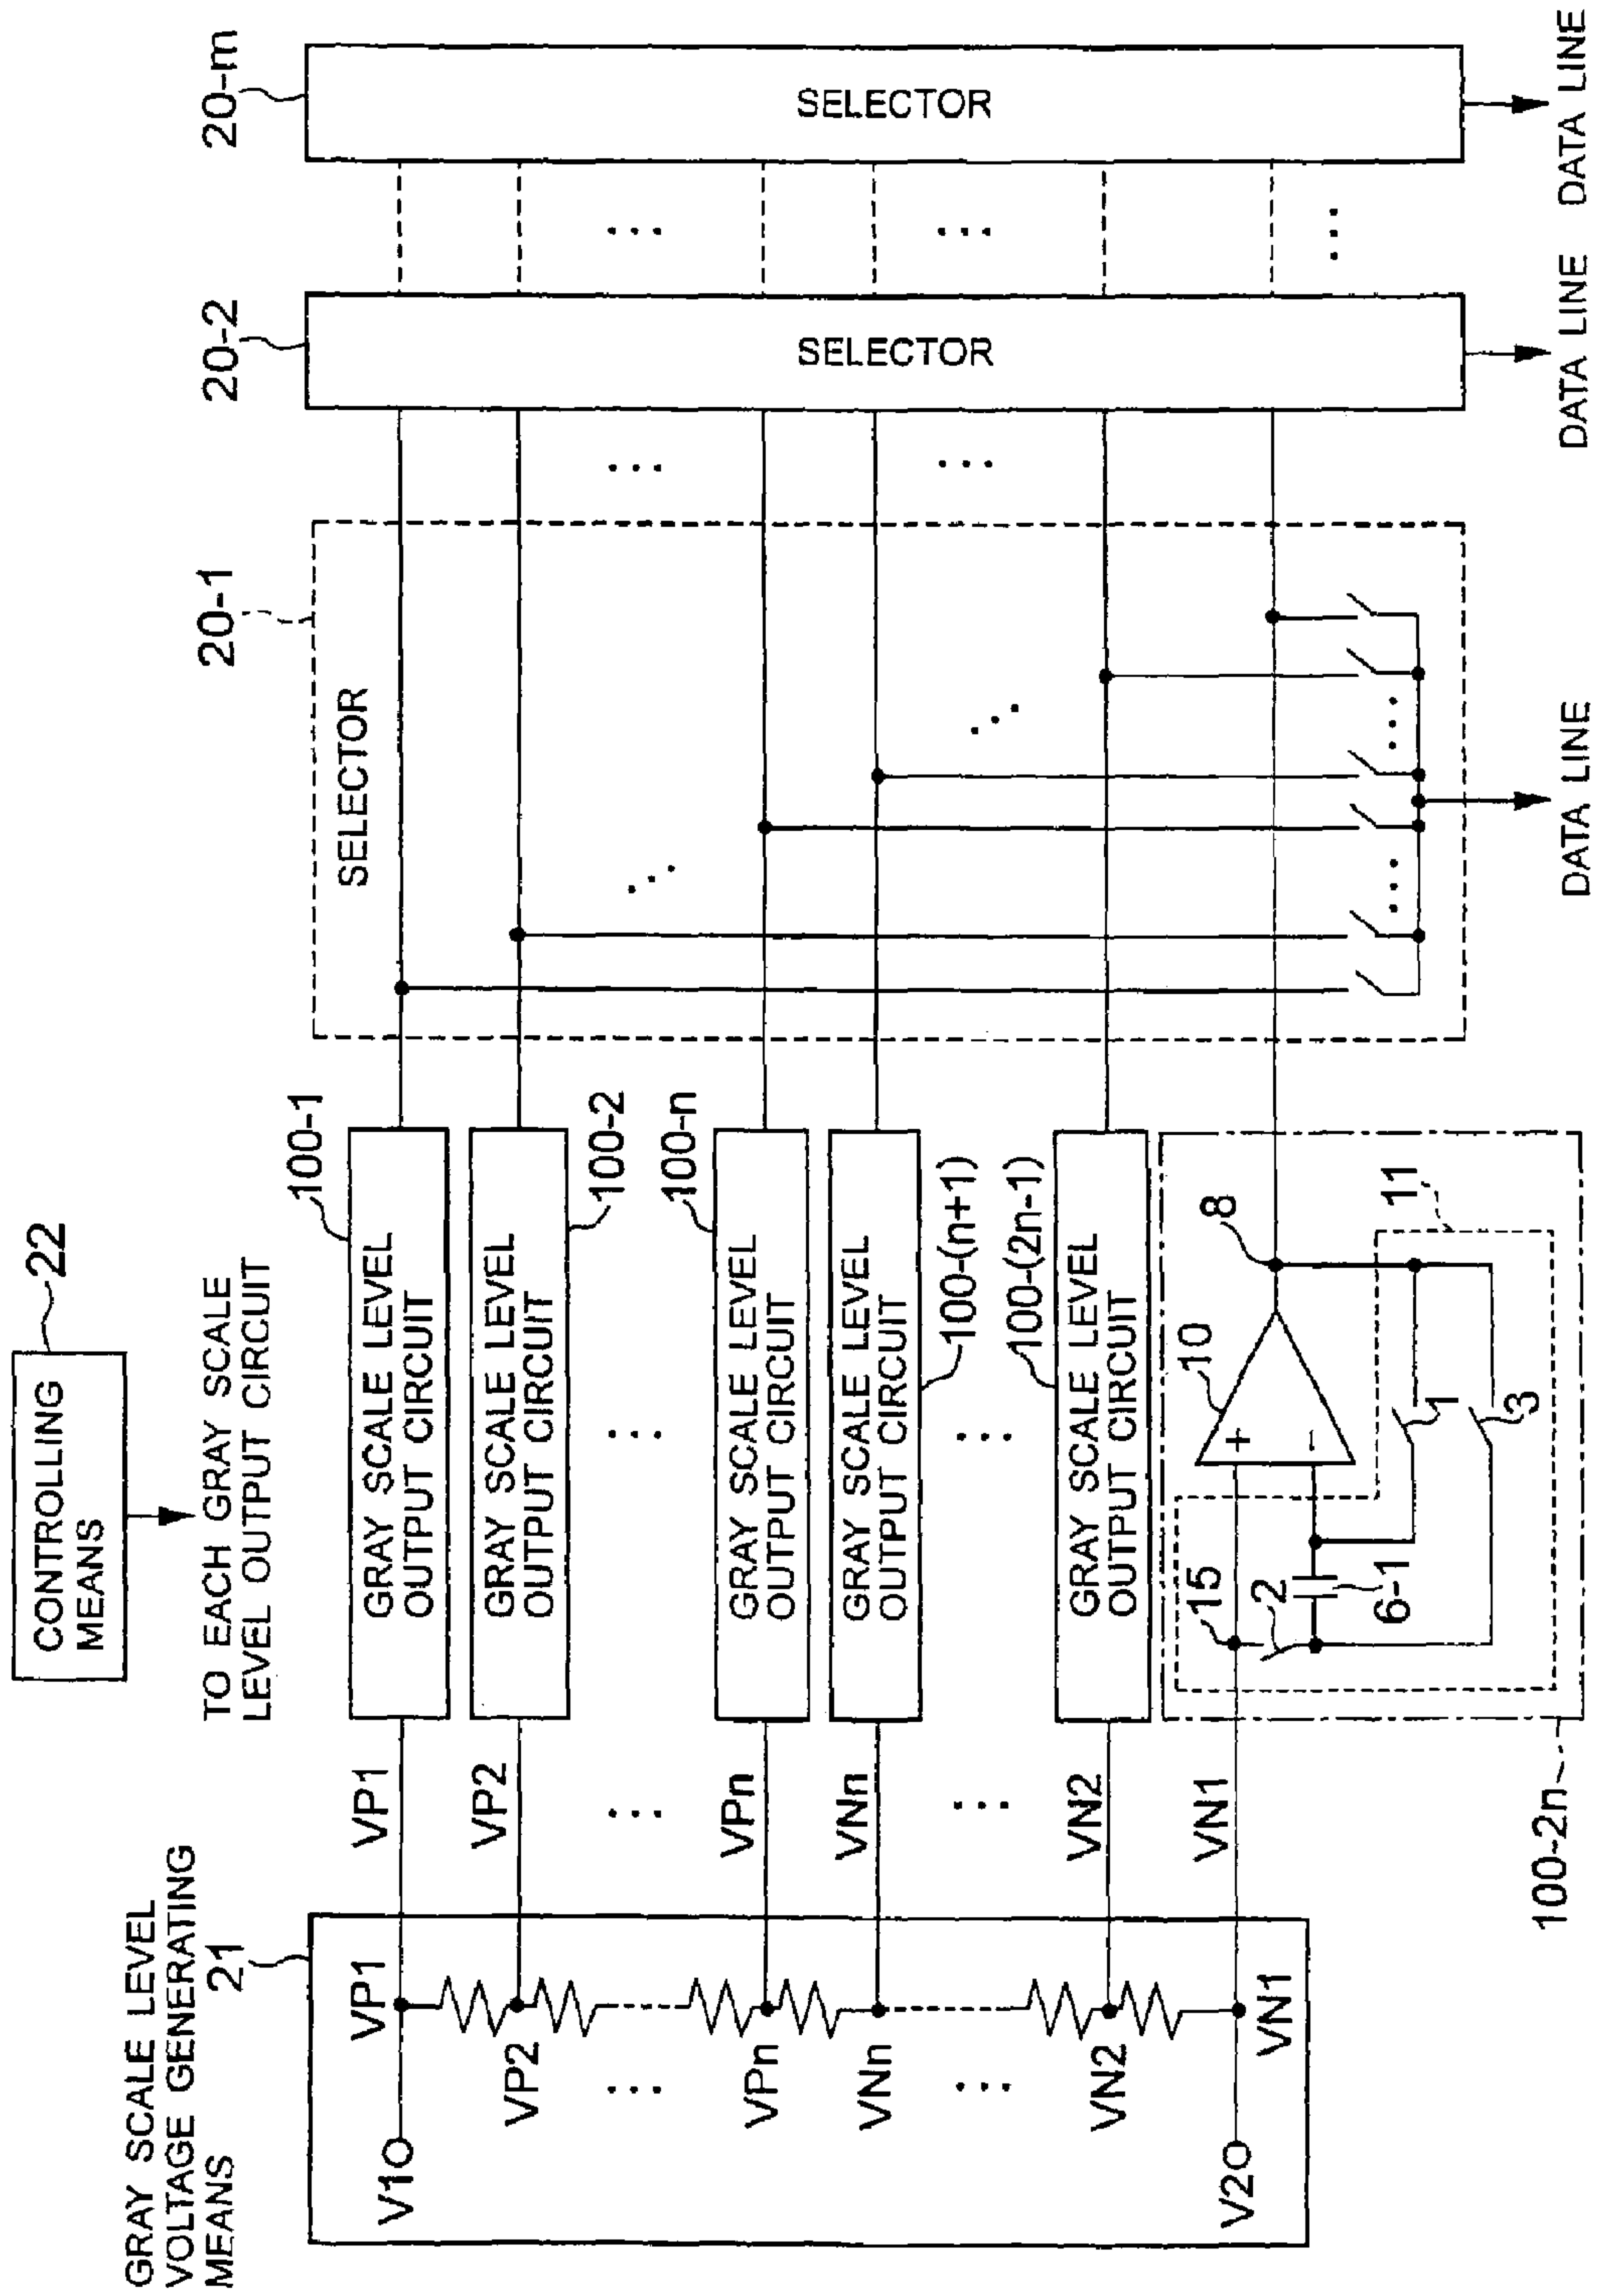 CONTROLLING
MEANS
22
TO EACH GRAY SCALE
LEVEL OUTPUT CIRCUIT
GRAY SCALE LEVEL
VOLTAGE GENERATING
MEANS
21
V1
VP1
VP2
...
VPn
VNn
...
VN2
V2
VN1
VP1
VP2
...
VPn
VNn
...
VN2
VN1
100-1
GRAY SCALE LEVEL
OUTPUT CIRCUIT
GRAY SCALE LEVEL
OUTPUT CIRCUIT
100-2
...
100-n
GRAY SCALE LEVEL
OUTPUT CIRCUIT
GRAY SCALE LEVEL
OUTPUT CIRCUIT
100-(n+1)
...
100-(2n-1)
GRAY SCALE LEVEL
OUTPUT CIRCUIT
15
2
6-1
10
+
-
8
11
1
3
100-2n
20-1
SELECTOR
...
...
...
...
DATA LINE
...
...
20-2
SELECTOR
DATA LINE
...
...
...
20-m
SELECTOR
DATA LINE